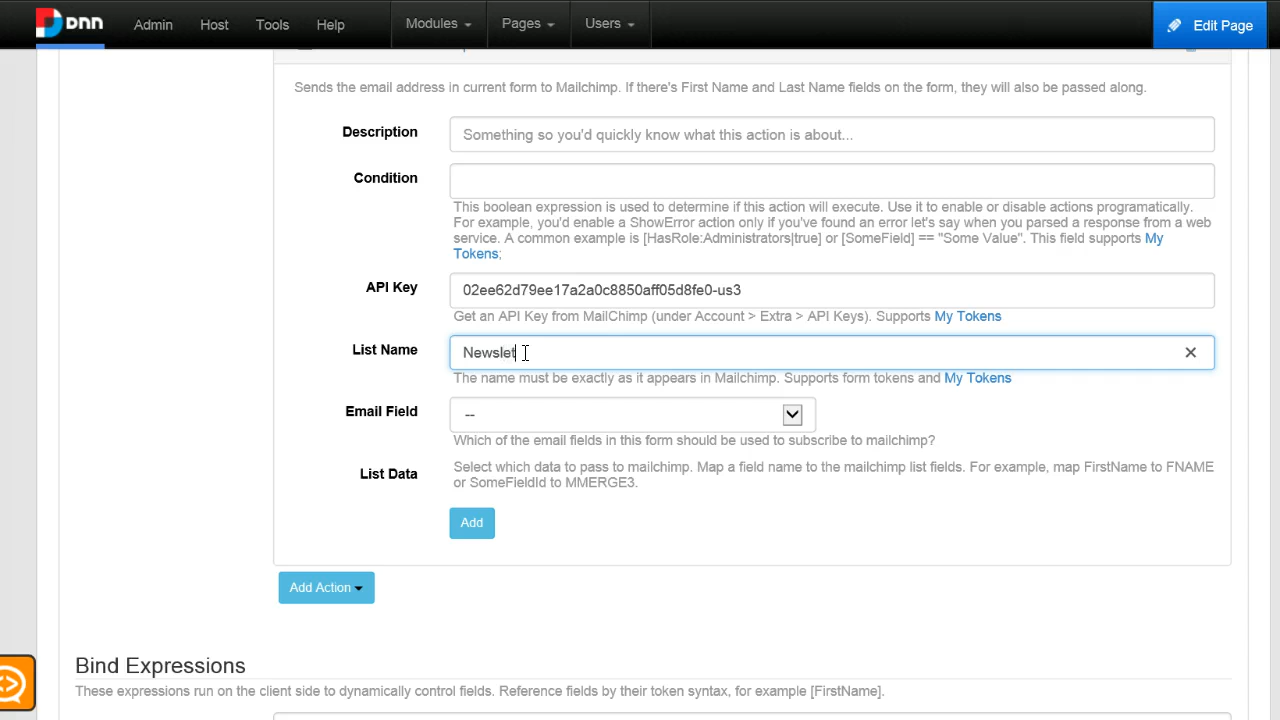 DNN Admin Host Tools Help Modules Pages Users Edit Page
Sends the email address in current form to Mailchimp. If there's First Name and Last Name fields on the form, they will also be passed along.
Description
Something so you'd quickly know what this action is about...
Condition
This boolean expression is used to determine if this action will execute. Use it to enable or disable actions programatically.
For example, you'd enable a ShowError action only if you've found an error let's say when you parsed a response from a web
service. A common example is [HasRole:Administrators|true] or [SomeField] == "Some Value". This field supports My
Tokens;
API Key
02ee62d79ee17a2a0c8850aff05d8fe0-us3
Get an API Key from MailChimp (under Account > Extra > API Keys). Supports My Tokens
List Name
Newslet
The name must be exactly as it appears in Mailchimp. Supports form tokens and My Tokens
Email Field
--
Which of the email fields in this form should be used to subscribe to mailchimp?
List Data
Select which data to pass to mailchimp. Map a field name to the mailchimp list fields. For example, map FirstName to FNAME
or SomeFieldId to MMERGE3.
Add
Add Action
Bind Expressions
These expressions run on the client side to dynamically control fields. Reference fields by their token syntax, for example [FirstName].